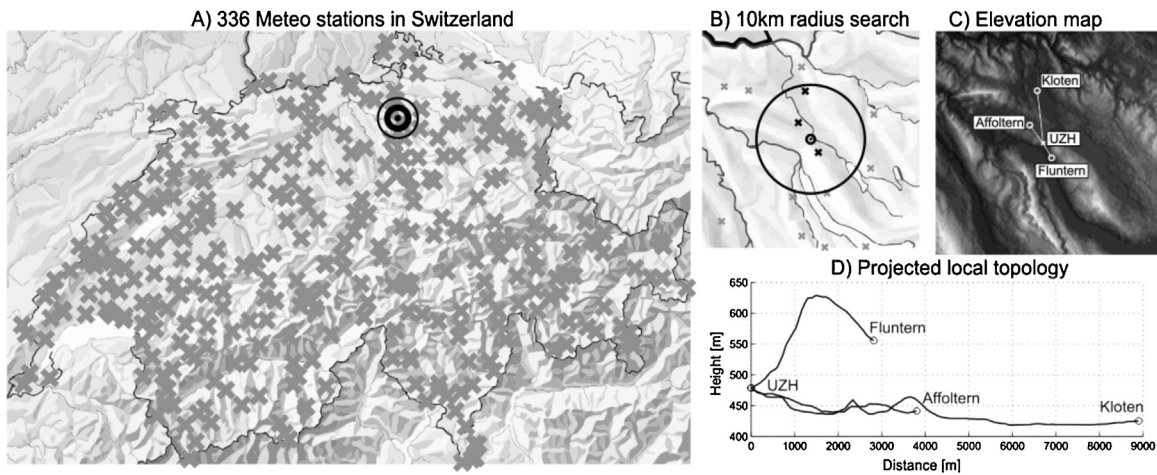 A) 336 Meteo stations in Switzerland
B) 10km radius search
C) Elevation map
Kloten
Affoltern
UZH
Fluntern
D) Projected local topology
650
600
550
500
450
400
Height [m]
Fluntern
UZH
Affoltern
Kloten
0 1000 2000 3000 4000 5000 6000 7000 8000 9000
Distance [m]